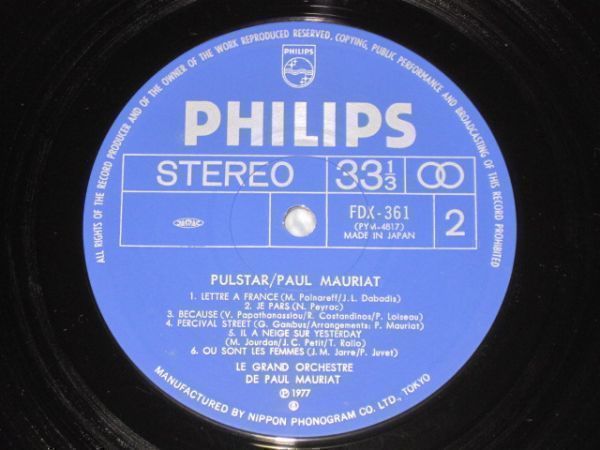 ALL RIGHTS OF THE RECORD PRODUCER AND OF THE OWNER OF THE WORK REPRODUCED RESERVED, COPYING, PUBLIC PERFORMANCE AND BROADCASTING OF THIS RECORD PROHIBITED
PHILIPS
PHILIPS
STEREO 33 1/3
FDX-361
(PYM-4817)
MADE IN JAPAN
2
PULSTAR/PAUL MAURIAT
1. LETTRE A FRANCE (M. Polnareff/J.L. Dabadis)
2. JE PARS (N. Peyrac)
3. BECAUSE (V. Papathanassiou/R. Costandinos/P. Loiseau)
4. PERCIVAL STREET (G. Gambus/Arrangements: P. Mauriat)
5. IL A NEIGE SUR YESTERDAY
(M. Jourdan/J.C. Petit/T. Rallo)
6. OU SONT LES FEMMES (J.M. Jarre/P. Juvet)
LE GRAND ORCHESTRE
DE PAUL MAURIAT
Ⓟ 1977
MANUFACTURED BY NIPPON PHONOGRAM CO. LTD., TOKYO